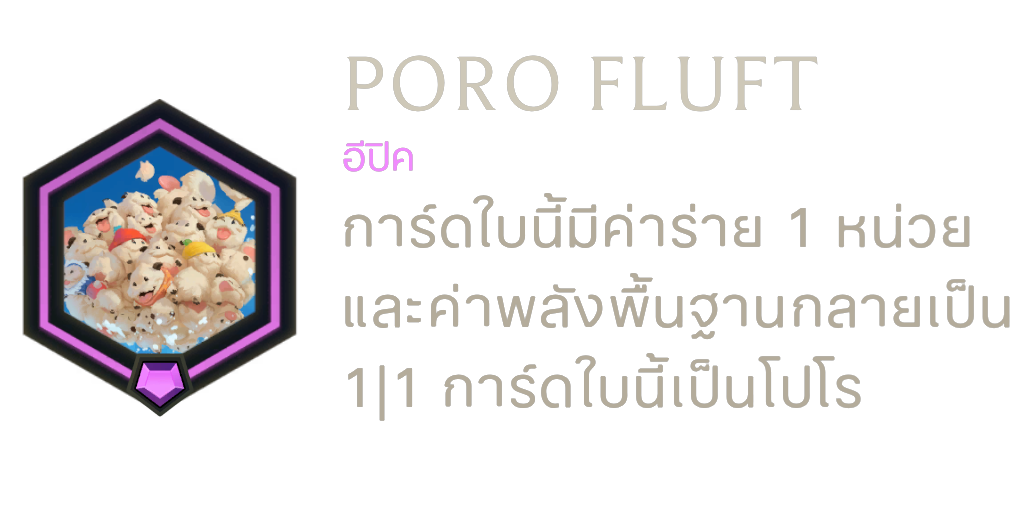 PORO FLUFT
อีปิค
การ์ดใบนี้มีค่าร่าย 1 หน่วย
และค่าพลังพื้นฐานกลายเป็น
1|1 การ์ดใบนี้เป็นโปโร